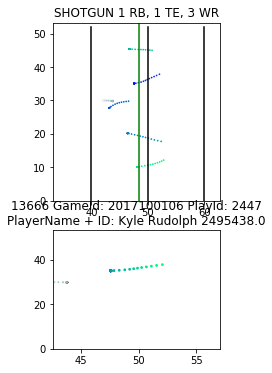 SHOTGUN 1 RB, 1 TE, 3 WR
50
40
30
20
10
0
40 50 60
13666 GameId: 2017100106 PlayId: 2447
PlayerName + ID: Kyle Rudolph 2495438.0
40
20
0
45 50 55